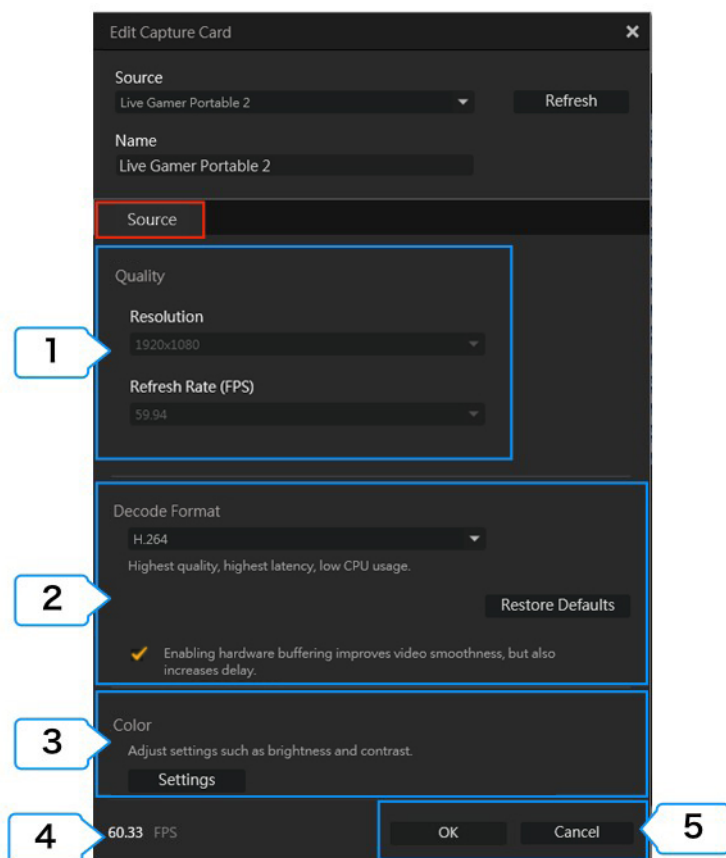 Edit Capture Card
Source
Live Gamer Portable 2
Refresh
Name
Live Gamer Portable 2
Source
Quality
Resolution
1920x1080
Refresh Rate (FPS)
59.94
1
Decode Format
H.264
Highest quality, highest latency, low CPU usage.
Restore Defaults
Enabling hardware buffering improves video smoothness, but also
increases delay.
2
Color
Adjust settings such as brightness and contrast.
Settings
3
60.33 FPS
4
OK
Cancel
5